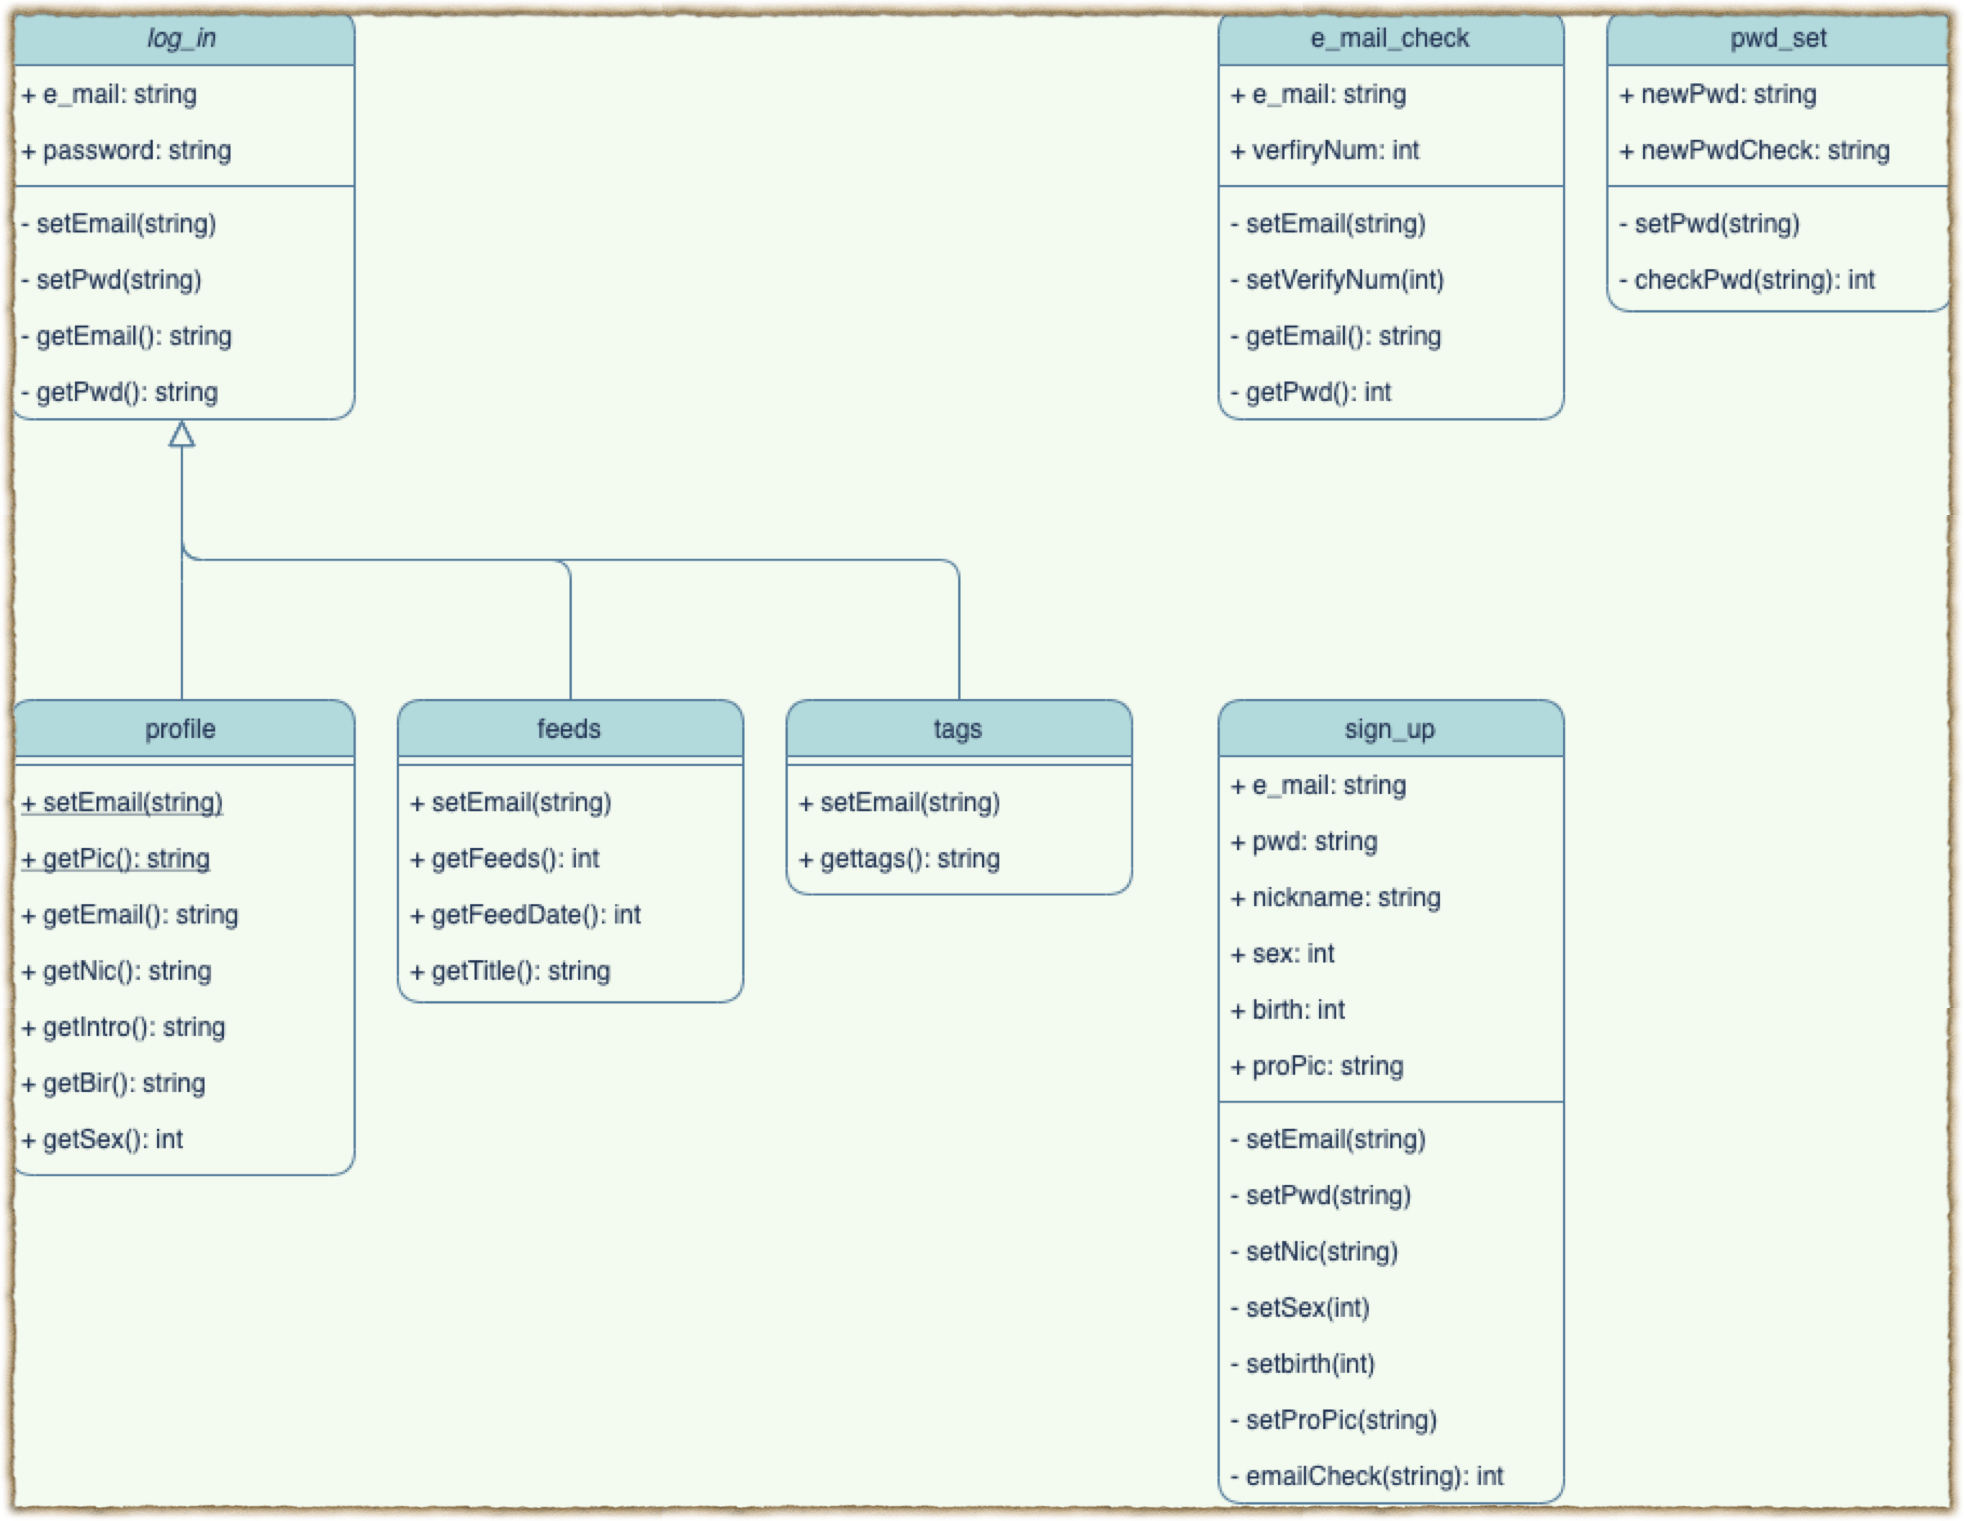 log_in
+ e_mail: string
+ password: string
- setEmail(string)
- setPwd(string)
- getEmail(): string
- getPwd(): string
e_mail_check
+ e_mail: string
+ verfiryNum: int
- setEmail(string)
- setVerifyNum(int)
- getEmail(): string
- getPwd(): int
pwd_set
+ newPwd: string
+ newPwdCheck: string
- setPwd(string)
- checkPwd(string): int
profile
+ setEmail(string)
+ getPic(): string
+ getEmail(): string
+ getNic(): string
+ getIntro(): string
+ getBir(): string
+ getSex(): int
feeds
+ setEmail(string)
+ getFeeds(): int
+ getFeedDate(): int
+ getTitle(): string
tags
+ setEmail(string)
+ gettags(): string
sign_up
+ e_mail: string
+ pwd: string
+ nickname: string
+ sex: int
+ birth: int
+ proPic: string
- setEmail(string)
- setPwd(string)
- setNic(string)
- setSex(int)
- setbirth(int)
- setProPic(string)
- emailCheck(string): int